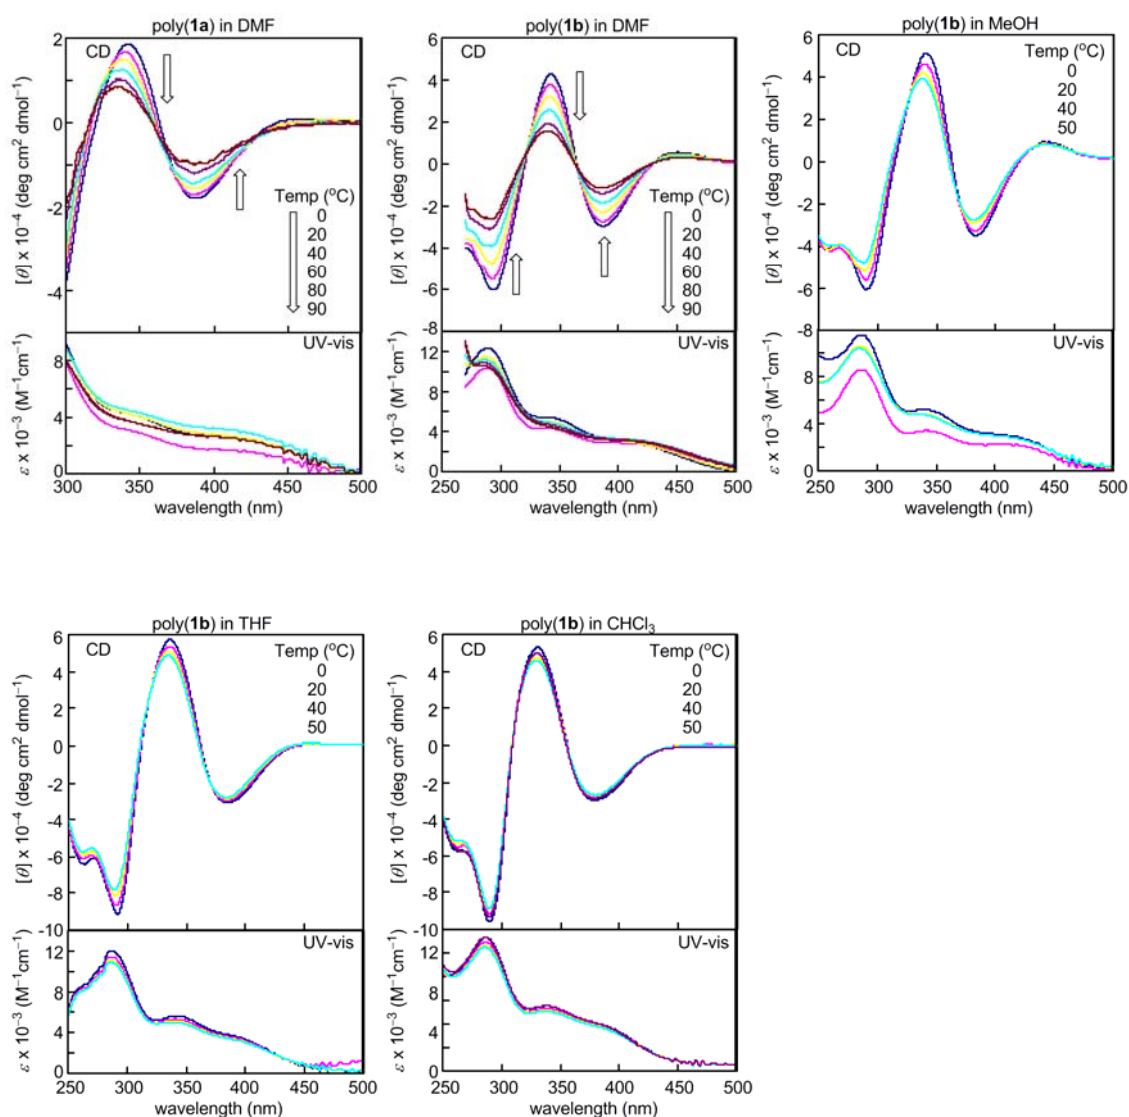 poly(1a) in DMF
CD
2
1
0
-1
-2
-4
Temp (°C)
0
20
40
60
80
90
[θ] x 10⁻⁴ (deg cm² dmol⁻¹)
UV-vis
8
4
0
ε x 10⁻³ (M⁻¹cm⁻¹)
300 350 400 450 500
wavelength (nm)
poly(1b) in DMF
CD
6
4
2
0
-2
-4
-6
-8
Temp (°C)
0
20
40
60
80
90
[θ] x 10⁻⁴ (deg cm² dmol⁻¹)
UV-vis
12
8
4
0
ε x 10⁻³ (M⁻¹cm⁻¹)
250 300 350 400 450 500
wavelength (nm)
poly(1b) in MeOH
CD
6
4
2
0
-2
-4
-6
-8
Temp (°C)
0
20
40
50
[θ] x 10⁻⁴ (deg cm² dmol⁻¹)
UV-vis
8
4
0
ε x 10⁻³ (M⁻¹cm⁻¹)
250 300 350 400 450 500
wavelength (nm)
poly(1b) in THF
CD
6
4
2
0
-2
-4
-6
-8
-10
Temp (°C)
0
20
40
50
[θ] x 10⁻⁴ (deg cm² dmol⁻¹)
UV-vis
12
8
4
0
ε x 10⁻³ (M⁻¹cm⁻¹)
250 300 350 400 450 500
wavelength (nm)
poly(1b) in CHCl₃
CD
6
4
2
0
-2
-4
-6
-8
-10
Temp (°C)
0
20
40
50
[θ] x 10⁻⁴ (deg cm² dmol⁻¹)
UV-vis
12
8
4
0
ε x 10⁻³ (M⁻¹cm⁻¹)
250 300 350 400 450 500
wavelength (nm)